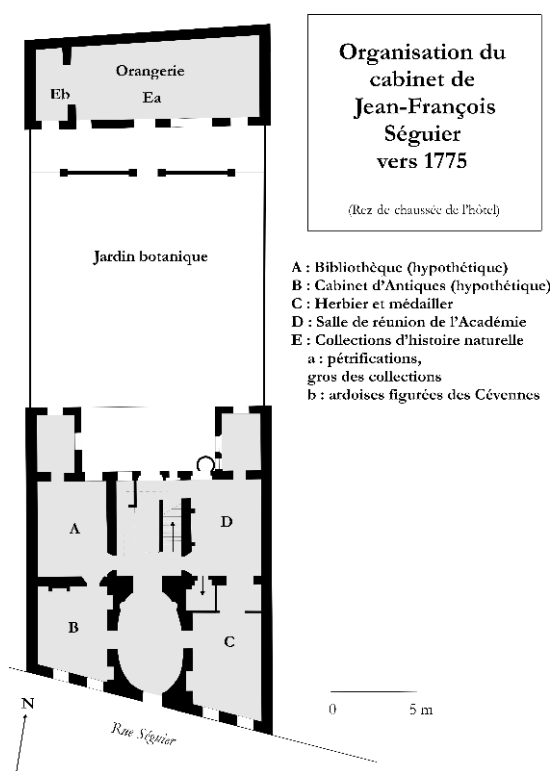 Organisation du
cabinet de
Jean-François
Séguier
vers 1775
(Rez de chaussée de l'hôtel)
Orangerie
Eb
Ea
Jardin botanique
A : Bibliothèque (hypothétique)
B : Cabinet d'Antiques (hypothétique)
C : Herbier et médailler
D : Salle de réunion de l'Académie
E : Collections d'histoire naturelle
a : pétrifications,
gros des collections
b : ardoises figurées des Cévennes
A
D
B
C
N
Rue Séguier
0 5 m